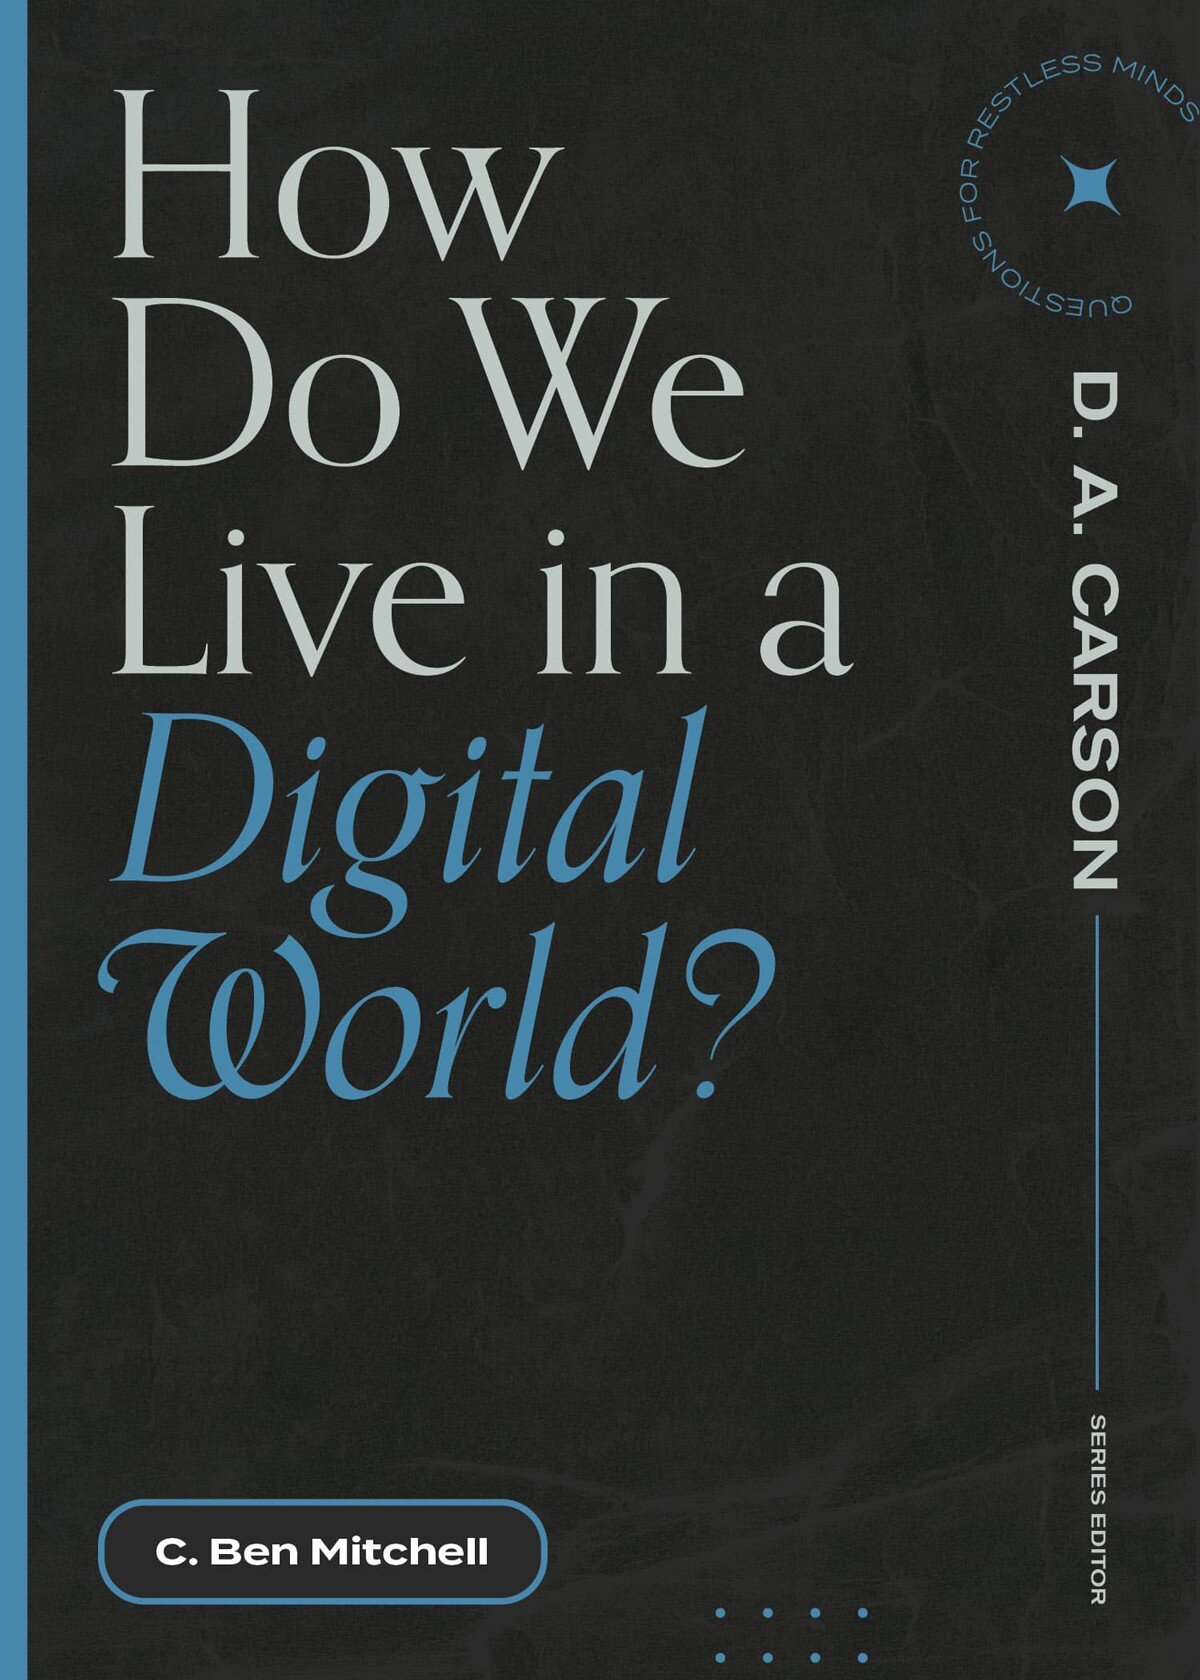 How
Do We
Live in a
Digital
World?
C. Ben Mitchell
QUESTIONS FOR RESTLESS MINDS
D. A. CARSON
SERIES EDITOR